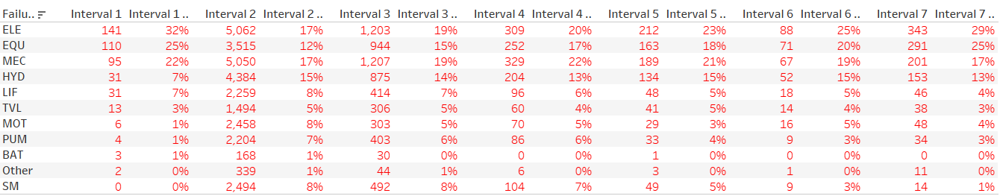 Failu.. Interval 1 Interval 1 .. Interval 2 Interval 2 .. Interval 3 Interval 3 .. Interval 4 Interval 4 .. Interval 5 Interval 5 .. Interval 6 Interval 6 .. Interval 7 Interval 7 ..
ELE 141 32% 5,062 17% 1,203 19% 309 20% 212 23% 88 25% 343 29%
EQU 110 25% 3,515 12% 944 15% 252 17% 163 18% 71 20% 291 25%
MEC 95 22% 5,050 17% 1,207 19% 329 22% 189 21% 67 19% 201 17%
HYD 31 7% 4,384 15% 875 14% 204 13% 134 15% 52 15% 153 13%
LIF 31 7% 2,259 8% 414 7% 96 6% 48 5% 18 5% 46 4%
TVL 13 3% 1,494 5% 306 5% 60 4% 41 5% 14 4% 38 3%
MOT 6 1% 2,458 8% 303 5% 70 5% 29 3% 16 5% 48 4%
PUM 4 1% 2,204 7% 403 6% 86 6% 33 4% 9 3% 34 3%
BAT 3 1% 168 1% 30 0% 0 0% 1 0% 0 0% 0 0%
Other 2 0% 339 1% 44 1% 6 0% 3 0% 1 0% 11 0%
SM 0 0% 2,494 8% 492 8% 104 7% 49 5% 9 3% 14 1%